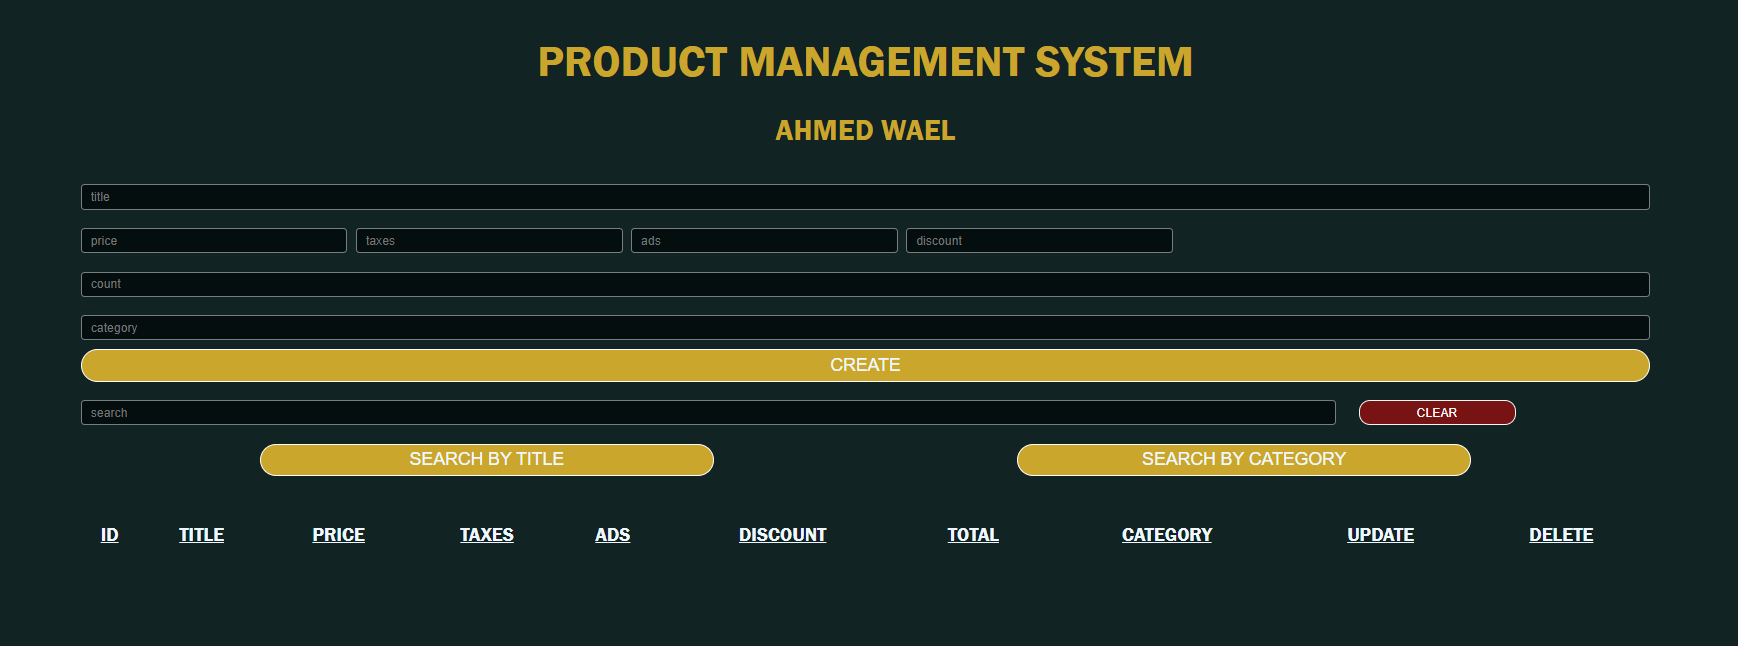 PRODUCT MANAGEMENT SYSTEM
AHMED WAEL
title
price taxes ads discount
count
category
CREATE
search CLEAR
SEARCH BY TITLE SEARCH BY CATEGORY
ID TITLE PRICE TAXES ADS DISCOUNT TOTAL CATEGORY UPDATE DELETE